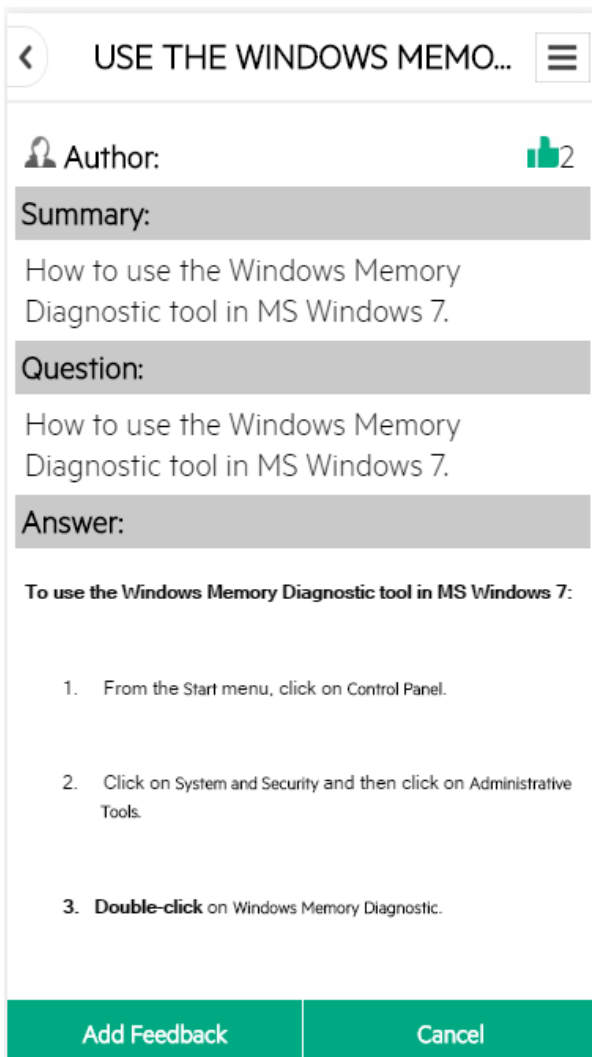 USE THE WINDOWS MEMO...
Author:
2
Summary:
How to use the Windows Memory
Diagnostic tool in MS Windows 7.
Question:
How to use the Windows Memory
Diagnostic tool in MS Windows 7.
Answer:
To use the Windows Memory Diagnostic tool in MS Windows 7:
1. From the Start menu, click on Control Panel.
2. Click on System and Security and then click on Administrative
Tools.
3. Double-click on Windows Memory Diagnostic.
Add Feedback
Cancel